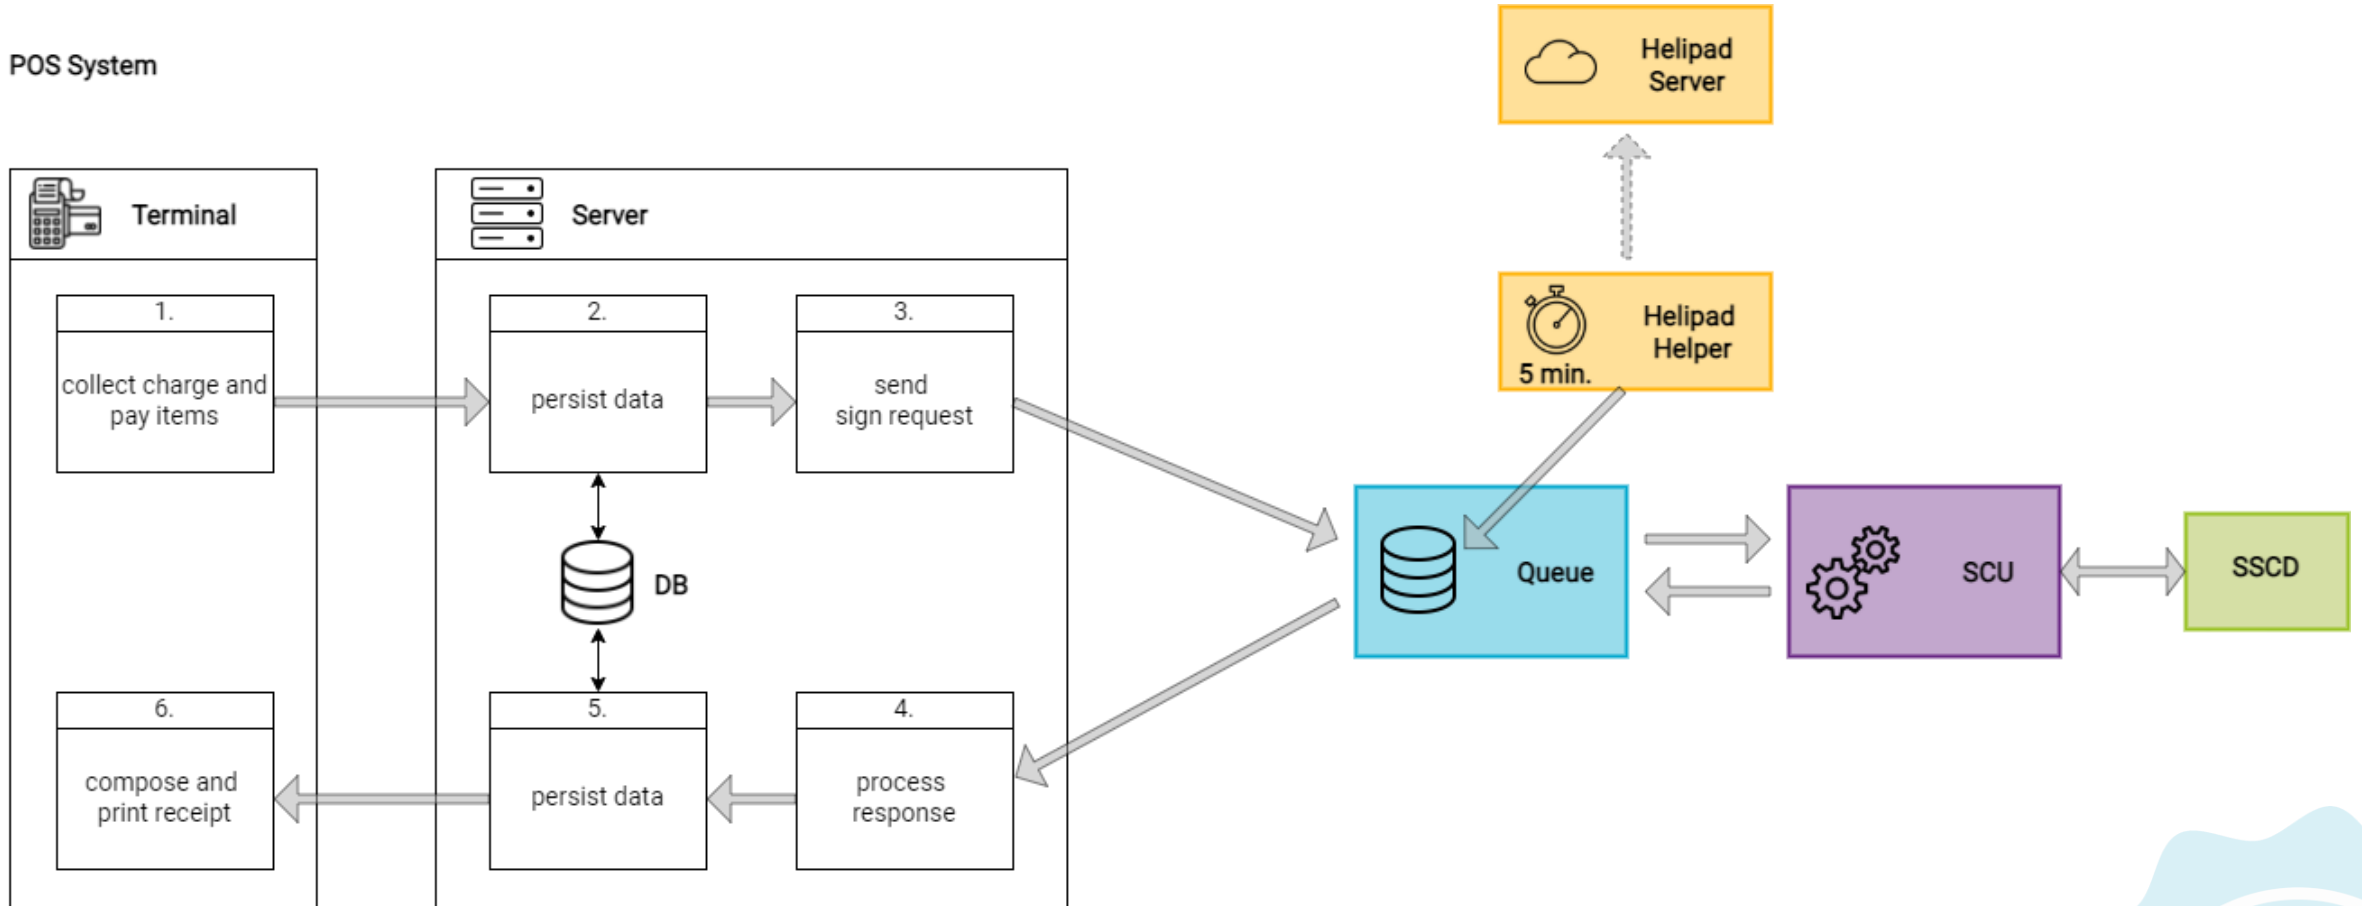 POS System
Helipad
Server
Terminal
Server
1.
collect charge and
pay items
2.
persist data
3.
send
sign request
Helipad
Helper
5 min.
DB
Queue
SCU
SSCD
6.
compose and
print receipt
5.
persist data
4.
process
response